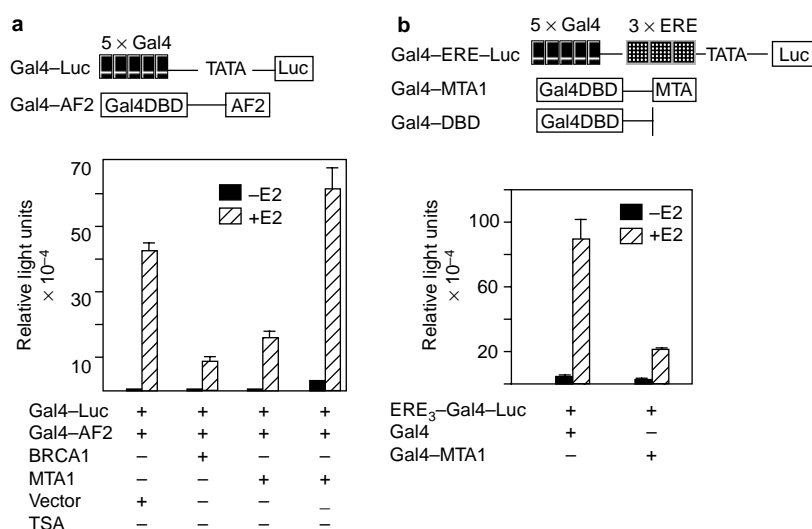 a
5 × Gal4
Gal4–Luc TATA Luc
Gal4–AF2 Gal4DBD AF2
Relative light units
× 10–4
70
50
30
10
–E2
+E2
Gal4–Luc + + + +
Gal4–AF2 + + + +
BRCA1 – + – –
MTA1 – – + +
Vector + – – –
TSA – – – –
b
5 × Gal4 3 × ERE
Gal4–ERE–Luc TATA Luc
Gal4–MTA1 Gal4DBD MTA
Gal4–DBD Gal4DBD
Relative light units
× 10–4
100
60
20
–E2
+E2
ERE3–Gal4–Luc + +
Gal4 + –
Gal4–MTA1 – +